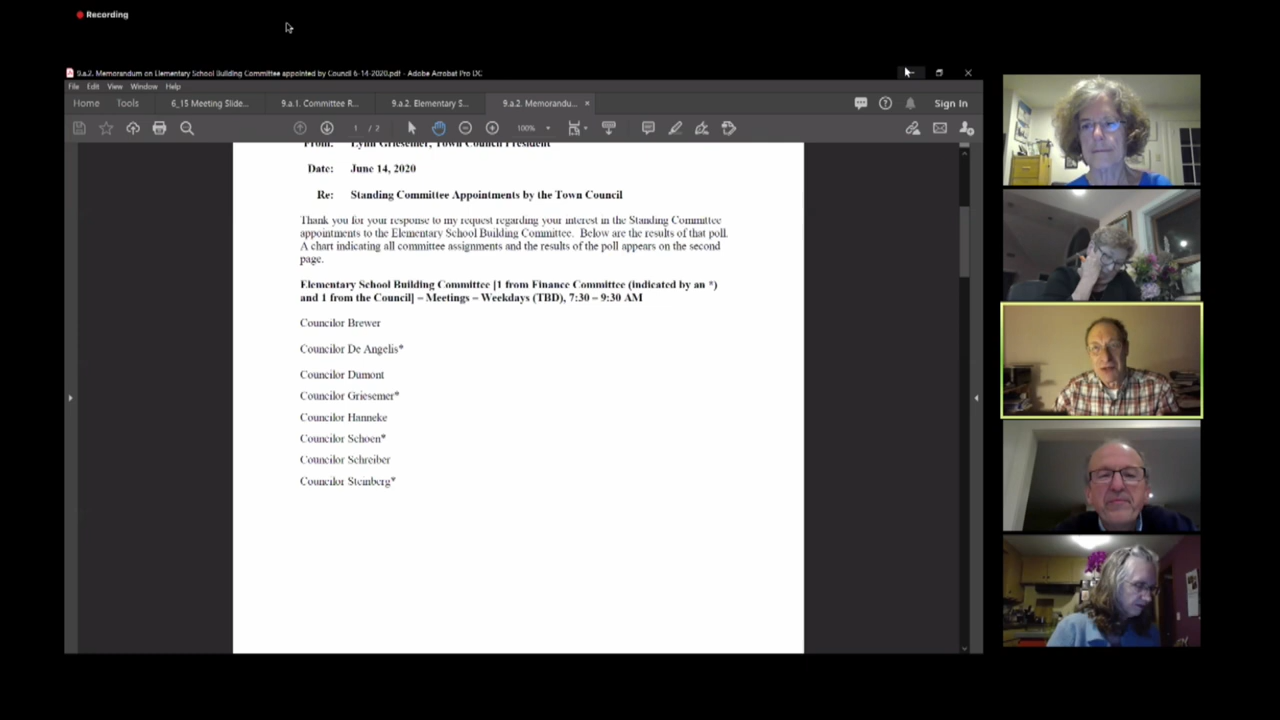 Recording
9.a.2. Memorandum on Elementary School Building Committee appointed by Council 6-14-2020.pdf - Adobe Acrobat Pro DC
File Edit View Window Help
Home Tools 6_15 Meeting Slide... 9.a.1. Committee R... 9.a.2. Elementary S... 9.a.2. Memorandu... × Sign In
1 / 2 100%
From: Lynn Griesemer, Town Council President
Date: June 14, 2020
Re: Standing Committee Appointments by the Town Council
Thank you for your response to my request regarding your interest in the Standing Committee
appointments to the Elementary School Building Committee. Below are the results of that poll.
A chart indicating all committee assignments and the results of the poll appears on the second
page.
Elementary School Building Committee [1 from Finance Committee (indicated by an *)
and 1 from the Council] – Meetings – Weekdays (TBD), 7:30 – 9:30 AM
Councilor Brewer
Councilor De Angelis*
Councilor Dumont
Councilor Griesemer*
Councilor Hanneke
Councilor Schoen*
Councilor Schreiber
Councilor Steinberg*